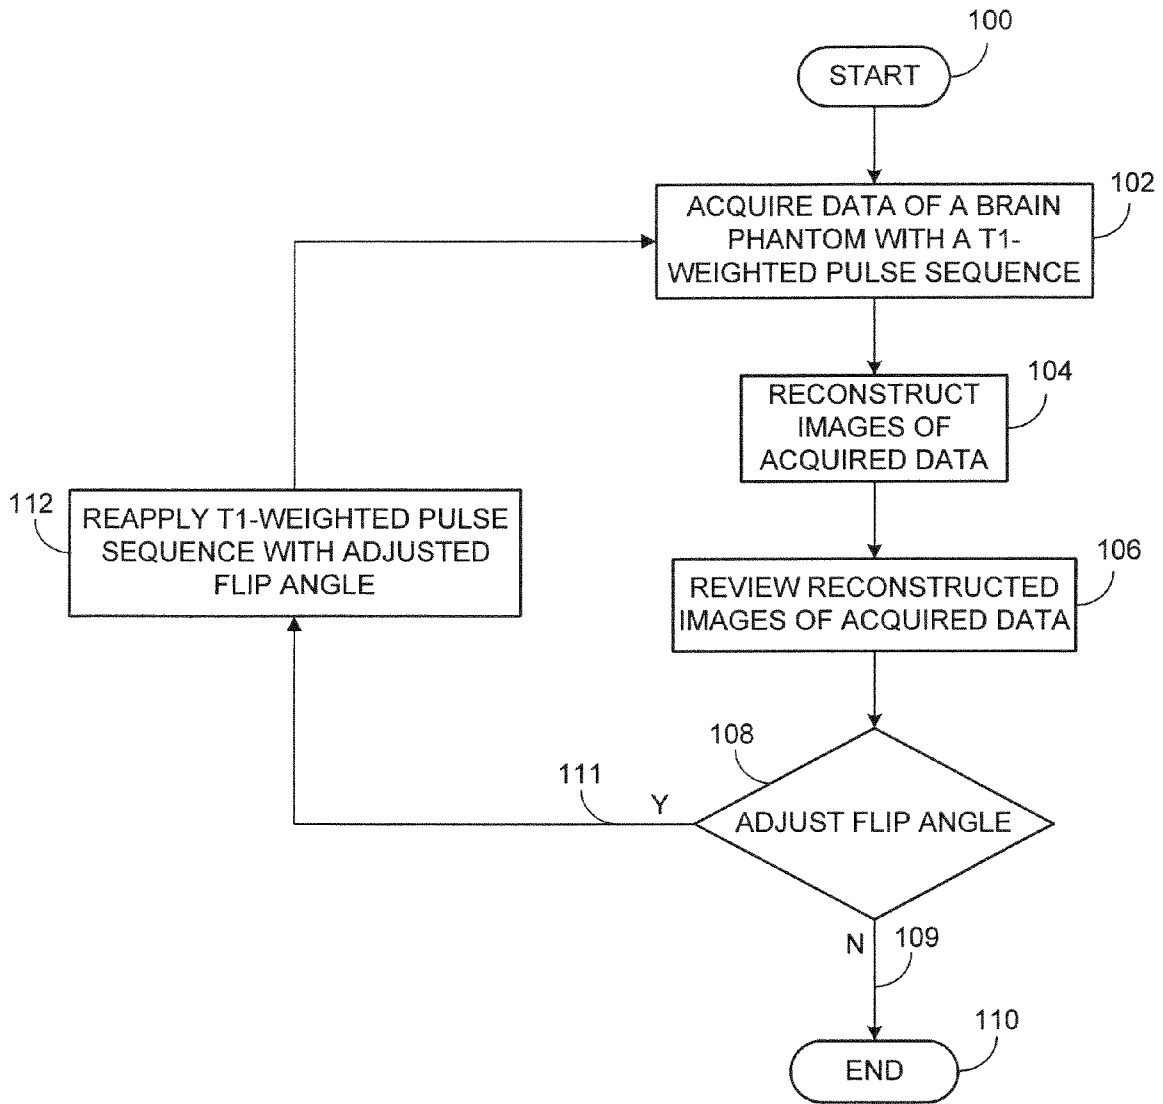 100
START
102
ACQUIRE DATA OF A BRAIN
PHANTOM WITH A T1-
WEIGHTED PULSE SEQUENCE
104
RECONSTRUCT
IMAGES OF
ACQUIRED DATA
112
REAPPLY T1-WEIGHTED PULSE
SEQUENCE WITH ADJUSTED
FLIP ANGLE
106
REVIEW RECONSTRUCTED
IMAGES OF ACQUIRED DATA
108
111
Y
ADJUST FLIP ANGLE
N
109
110
END